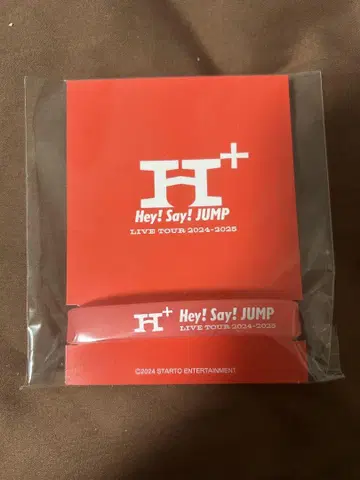 H+
Hey! Say! JUMP
LIVE TOUR 2024-2025
H+ Hey! Say! JUMP
LIVE TOUR 2024-2025
©2024 STARTO ENTERTAINMENT